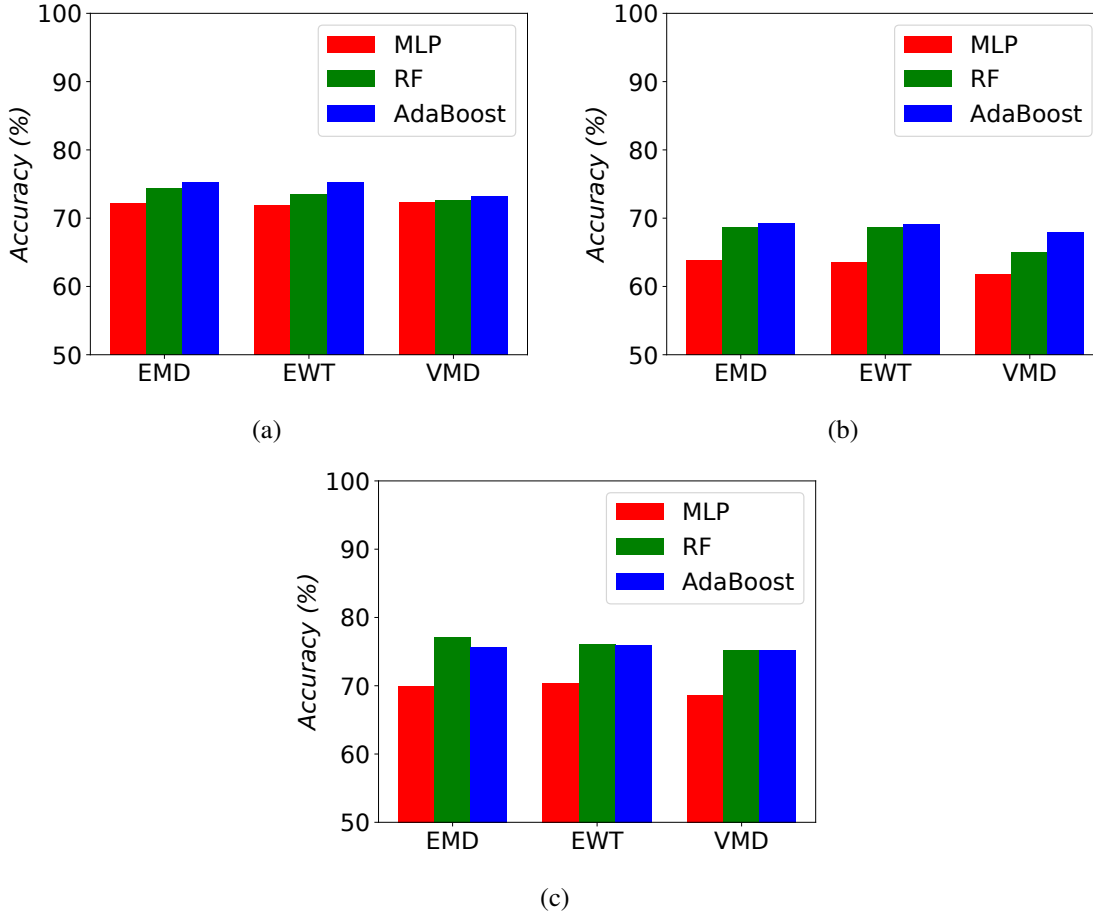 100
90
80
70
60
50
Accuracy (%)
MLP
RF
AdaBoost
EMD EWT VMD
(a)
100
90
80
70
60
50
Accuracy (%)
MLP
RF
AdaBoost
EMD EWT VMD
(b)
100
90
80
70
60
50
Accuracy (%)
MLP
RF
AdaBoost
EMD EWT VMD
(c)